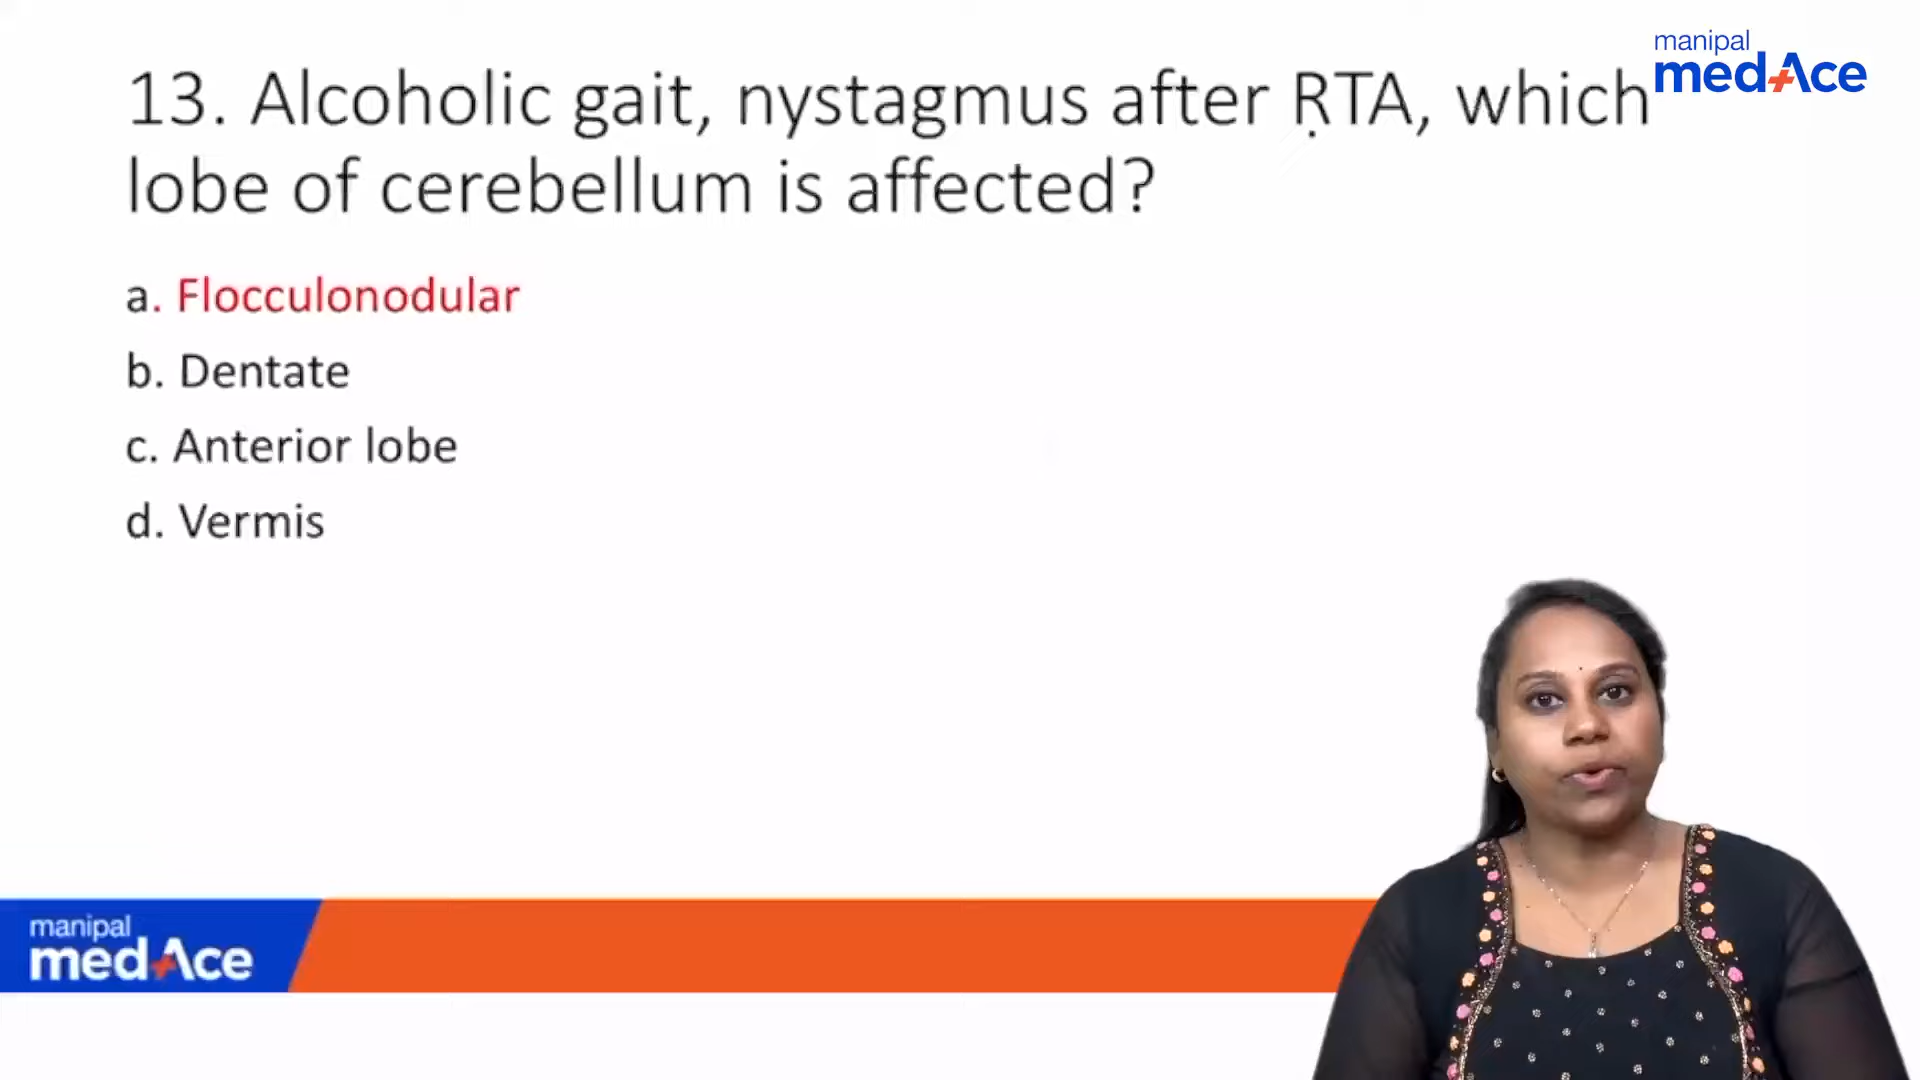 manipal
medAce
13. Alcoholic gait, nystagmus after RTA, which
lobe of cerebellum is affected?
a. Flocculonodular
b. Dentate
c. Anterior lobe
d. Vermis
manipal
medAce